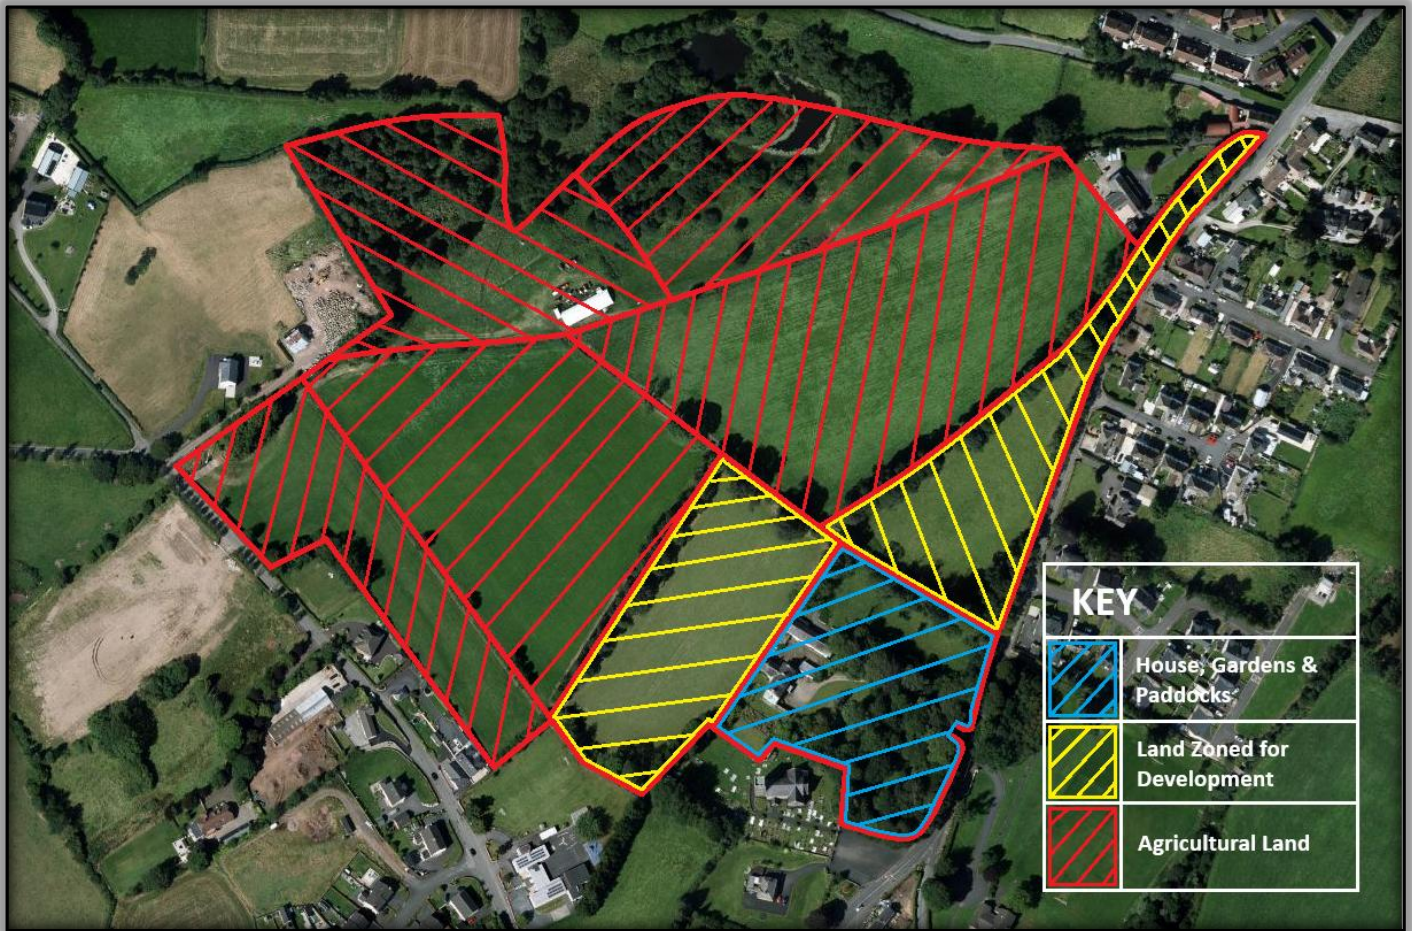 KEY
House, Gardens &
Paddocks
Land Zoned for
Development
Agricultural Land